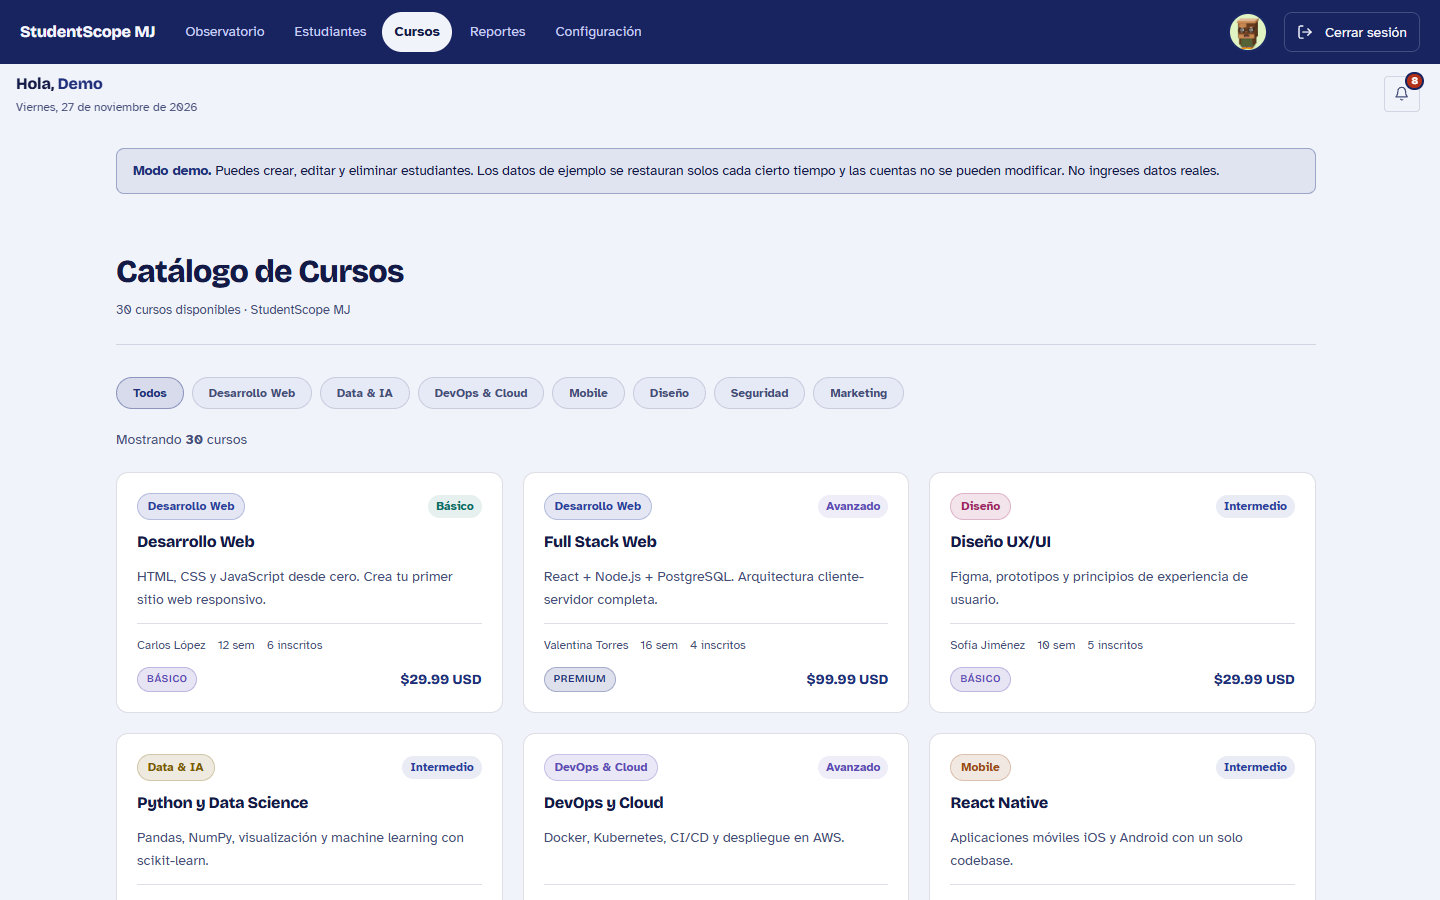 StudentScope MJ
Observatorio
Estudiantes
Cursos
Reportes
Configuración
Cerrar sesión
Hola, Demo
Viernes, 27 de noviembre de 2026
8
Modo demo. Puedes crear, editar y eliminar estudiantes. Los datos de ejemplo se restauran solos cada cierto tiempo y las cuentas no se pueden modificar. No ingreses datos reales.
Catálogo de Cursos
30 cursos disponibles · StudentScope MJ
Todos
Desarrollo Web
Data & IA
DevOps & Cloud
Mobile
Diseño
Seguridad
Marketing
Mostrando 30 cursos
Desarrollo Web
Básico
Desarrollo Web
HTML, CSS y JavaScript desde cero. Crea tu primer
sitio web responsivo.
Carlos López 12 sem 6 inscritos
BÁSICO
$29.99 USD
Desarrollo Web
Avanzado
Full Stack Web
React + Node.js + PostgreSQL. Arquitectura cliente-
servidor completa.
Valentina Torres 16 sem 4 inscritos
PREMIUM
$99.99 USD
Diseño
Intermedio
Diseño UX/UI
Figma, prototipos y principios de experiencia de
usuario.
Sofía Jiménez 10 sem 5 inscritos
BÁSICO
$29.99 USD
Data & IA
Intermedio
Python y Data Science
Pandas, NumPy, visualización y machine learning con
scikit-learn.
DevOps & Cloud
Avanzado
DevOps y Cloud
Docker, Kubernetes, CI/CD y despliegue en AWS.
Mobile
Intermedio
React Native
Aplicaciones móviles iOS y Android con un solo
codebase.